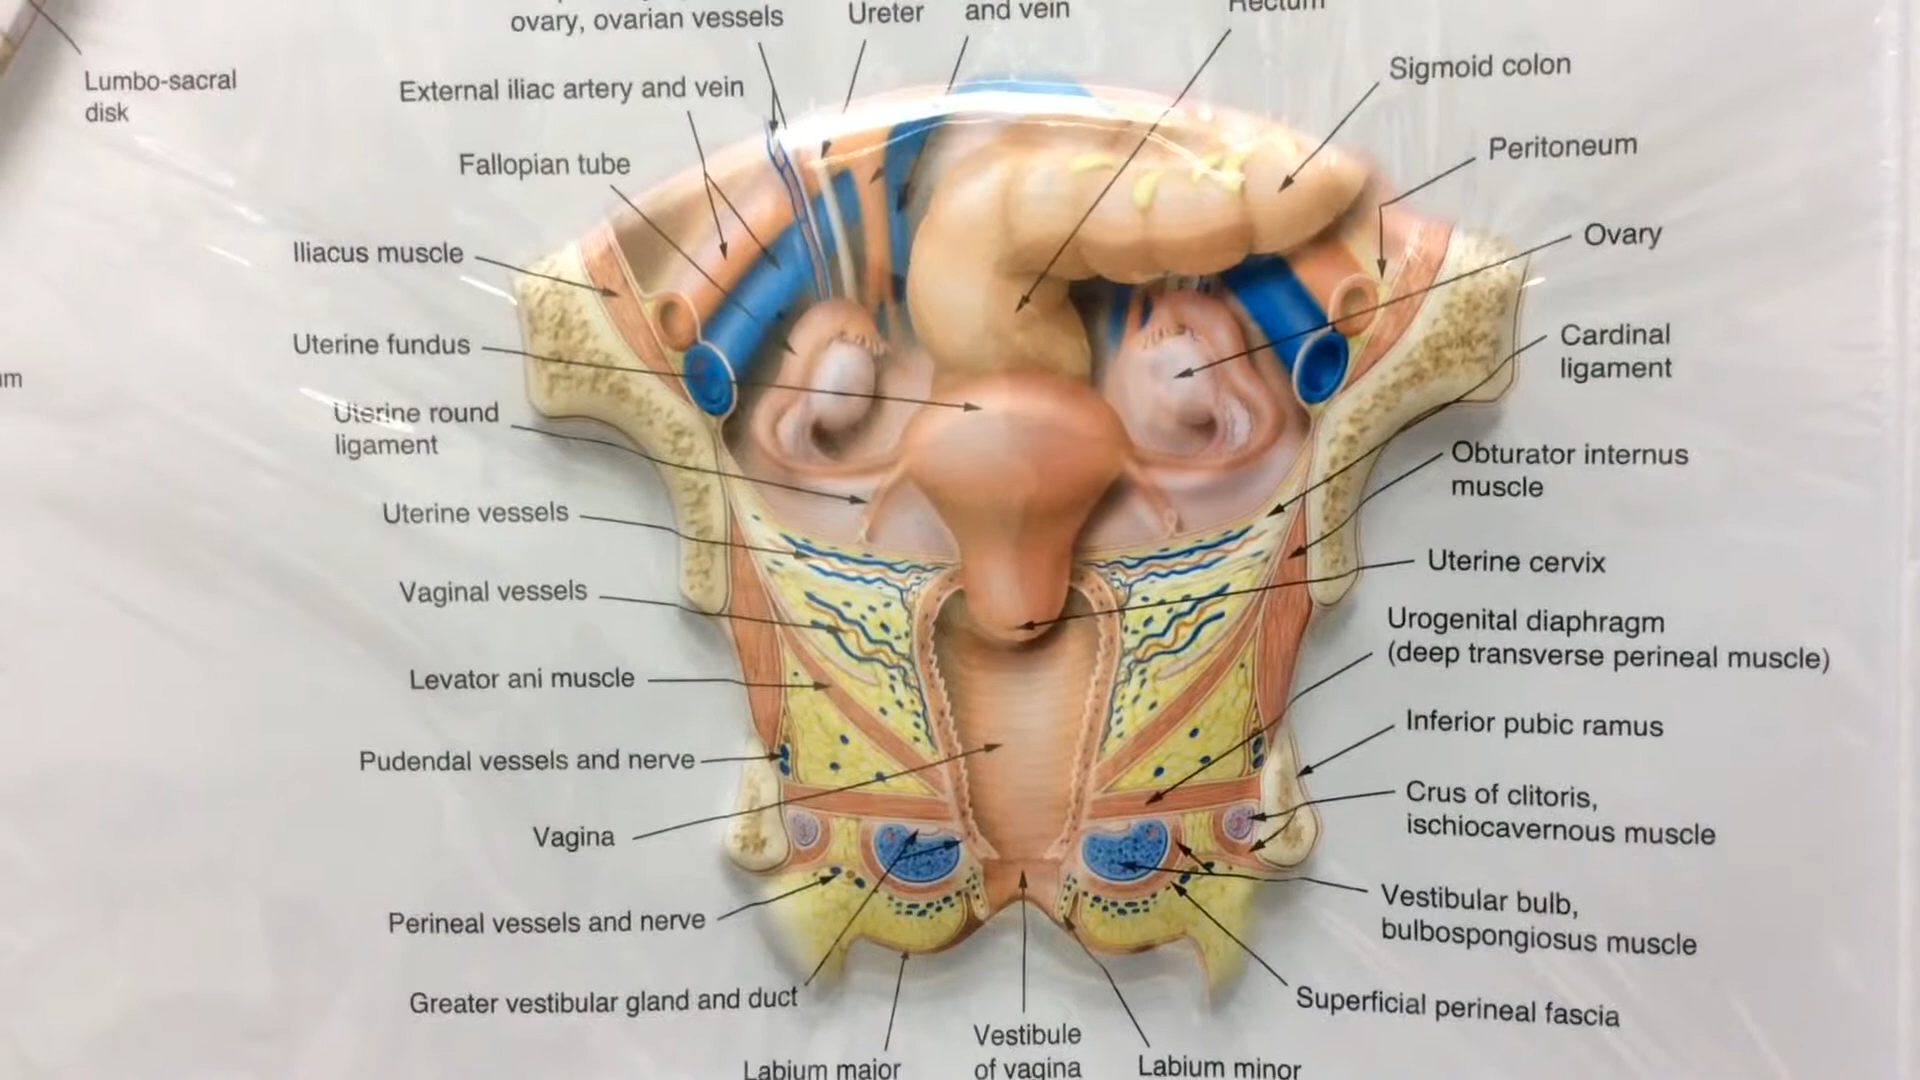 ovary, ovarian vessels
Ureter
and vein
Rectum
Lumbo-sacral
disk
External iliac artery and vein
Sigmoid colon
Fallopian tube
Peritoneum
Iliacus muscle
Ovary
Uterine fundus
Cardinal
ligament
Uterine round
ligament
Obturator internus
muscle
Uterine vessels
Uterine cervix
Vaginal vessels
Urogenital diaphragm
(deep transverse perineal muscle)
Levator ani muscle
Inferior pubic ramus
Pudendal vessels and nerve
Crus of clitoris,
ischiocavernous muscle
Vagina
Vestibular bulb,
bulbospongiosus muscle
Perineal vessels and nerve
Greater vestibular gland and duct
Superficial perineal fascia
Vestibule
of vagina
Labium major
Labium minor